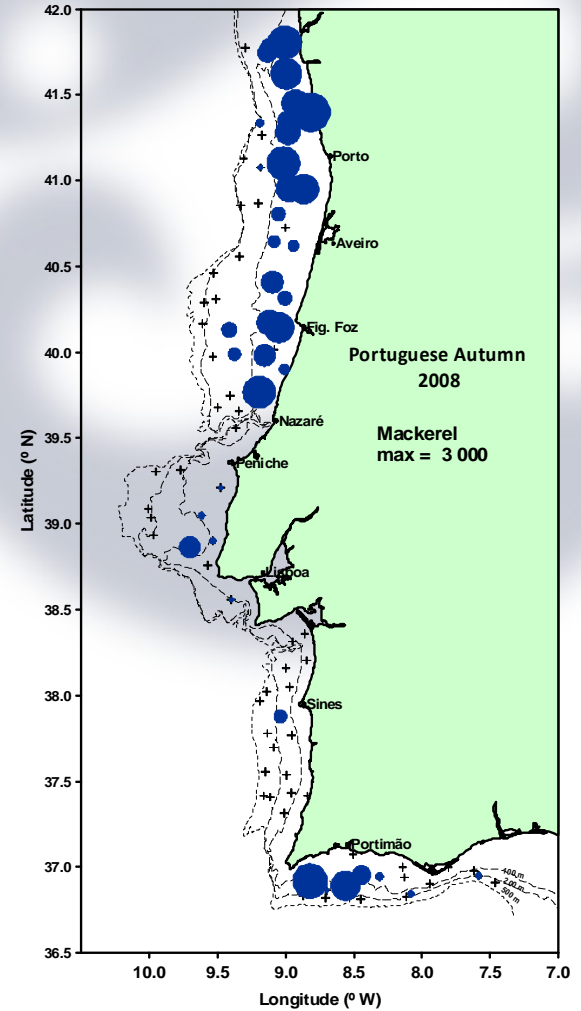 42.0
41.5
Porto
41.0
Aveiro
40.5
Fig. Foz
40.0
Portuguese Autumn
2008
Nazaré
39.5
Mackerel
max = 3 000
Peniche
Latitude (º N)
39.0
Lisboa
38.5
38.0
Sines
37.5
Portimão
37.0
100 m
200 m
500 m
36.5
10.0 9.5 9.0 8.5 8.0 7.5 7.0
Longitude (º W)